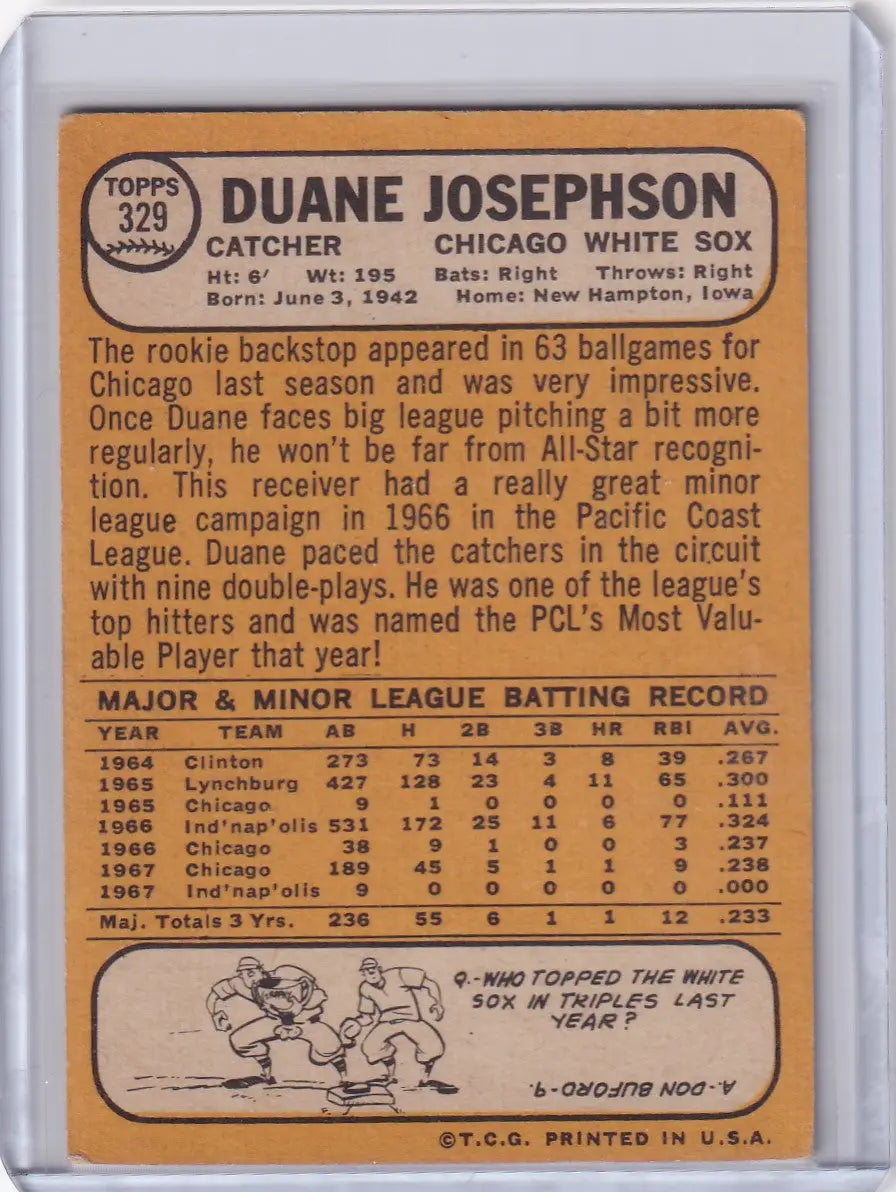 TOPPS
329
DUANE JOSEPHSON
CATCHER CHICAGO WHITE SOX
Ht: 6' Wt: 195 Bats: Right Throws: Right
Born: June 3, 1942 Home: New Hampton, Iowa
The rookie backstop appeared in 63 ballgames for
Chicago last season and was very impressive.
Once Duane faces big league pitching a bit more
regularly, he won't be far from All-Star recogni-
tion. This receiver had a really great minor
league campaign in 1966 in the Pacific Coast
League. Duane paced the catchers in the circuit
with nine double-plays. He was one of the league's
top hitters and was named the PCL's Most Valu-
able Player that year!
MAJOR & MINOR LEAGUE BATTING RECORD
YEAR TEAM AB H 2B 3B HR RBI AVG.
1964 Clinton 273 73 14 3 8 39 .267
1965 Lynchburg 427 128 23 4 11 65 .300
1965 Chicago 9 1 0 0 0 0 .111
1966 Ind'nap'olis 531 172 25 11 6 77 .324
1966 Chicago 38 9 1 0 0 3 .237
1967 Chicago 189 45 5 1 1 9 .238
1967 Ind'nap'olis 9 0 0 0 0 0 .000
Maj. Totals 3 Yrs. 236 55 6 1 1 12 .233
Q.-WHO TOPPED THE WHITE
SOX IN TRIPLES LAST
YEAR?
A.-DON BUFORD-9.
©T.C.G. PRINTED IN U.S.A.